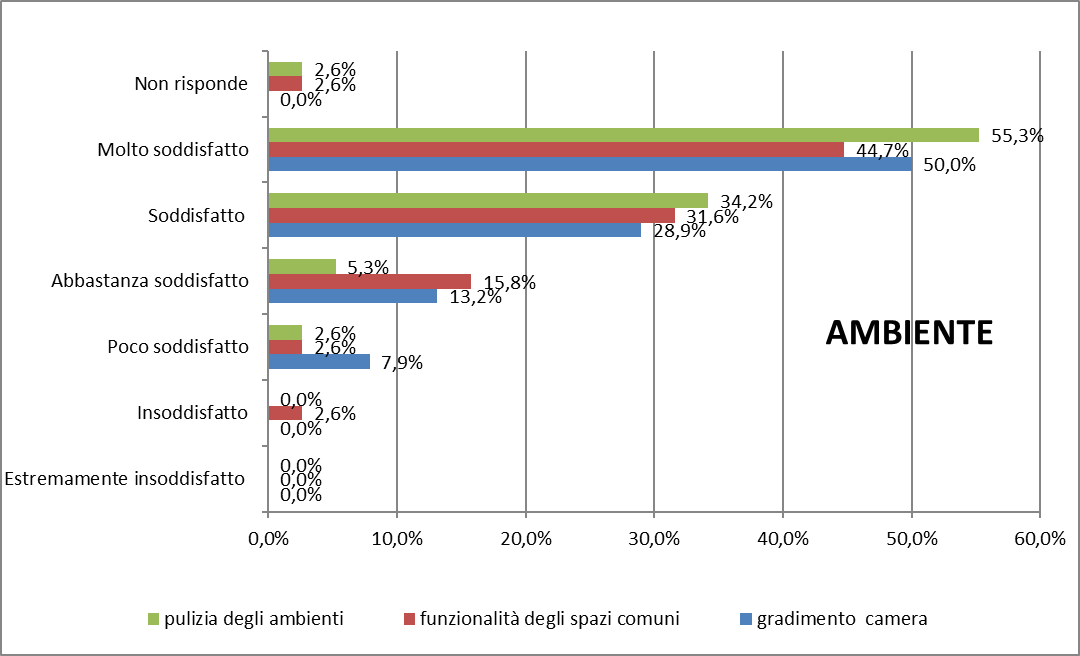 Non risponde
2,6%
2,6%
0,0%
Molto soddisfatto
55,3%
44,7%
50,0%
Soddisfatto
34,2%
31,6%
28,9%
Abbastanza soddisfatto
5,3%
15,8%
13,2%
Poco soddisfatto
2,6%
2,6%
7,9%
AMBIENTE
Insoddisfatto
0,0%
2,6%
0,0%
Estremamente insoddisfatto
0,0%
0,0%
0,0%
0,0% 10,0% 20,0% 30,0% 40,0% 50,0% 60,0%
pulizia degli ambienti funzionalità degli spazi comuni gradimento camera